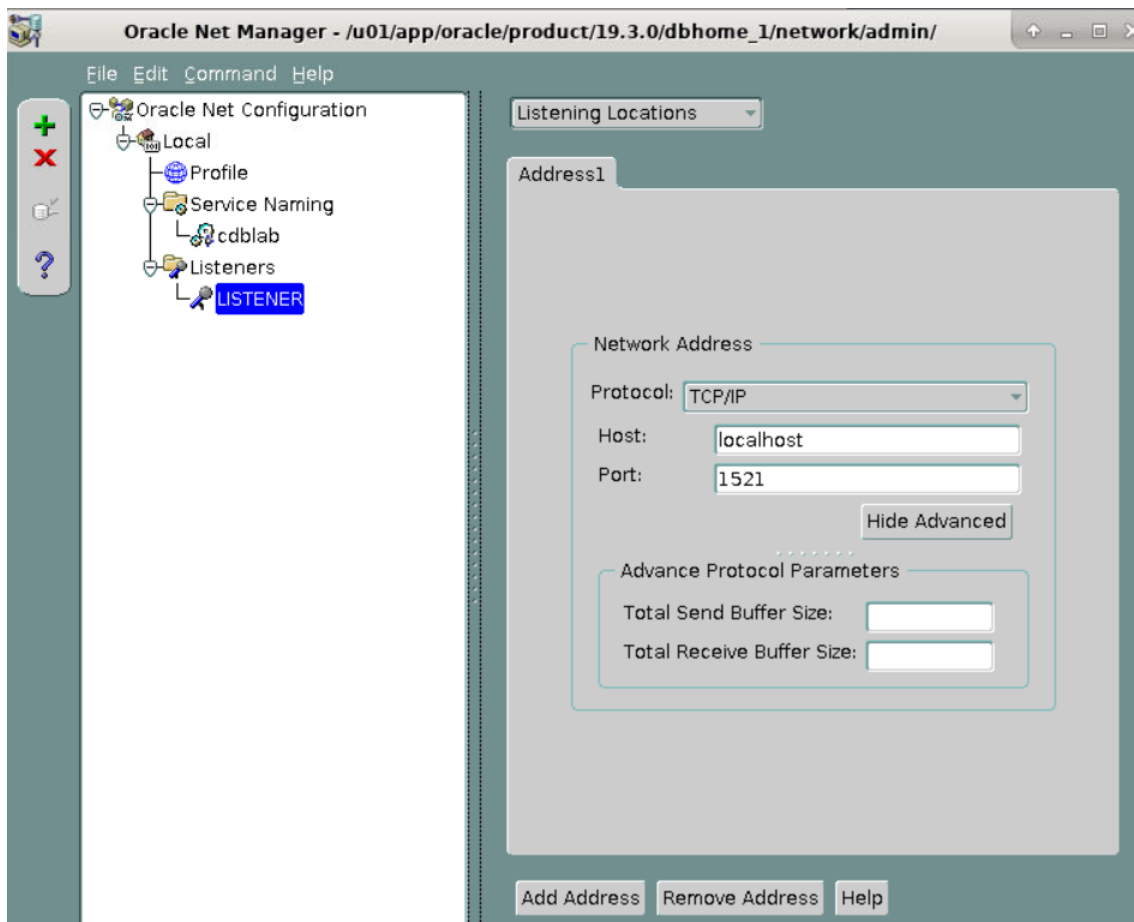 Oracle Net Manager - /u01/app/oracle/product/19.3.0/dbhome_1/network/admin/
File Edit Command Help
Oracle Net Configuration
Local
Profile
Service Naming
cdblab
Listeners
LISTENER
Listening Locations
Address1
Network Address
Protocol: TCP/IP
Host: localhost
Port: 1521
Hide Advanced
Advance Protocol Parameters
Total Send Buffer Size:
Total Receive Buffer Size:
Add Address Remove Address Help